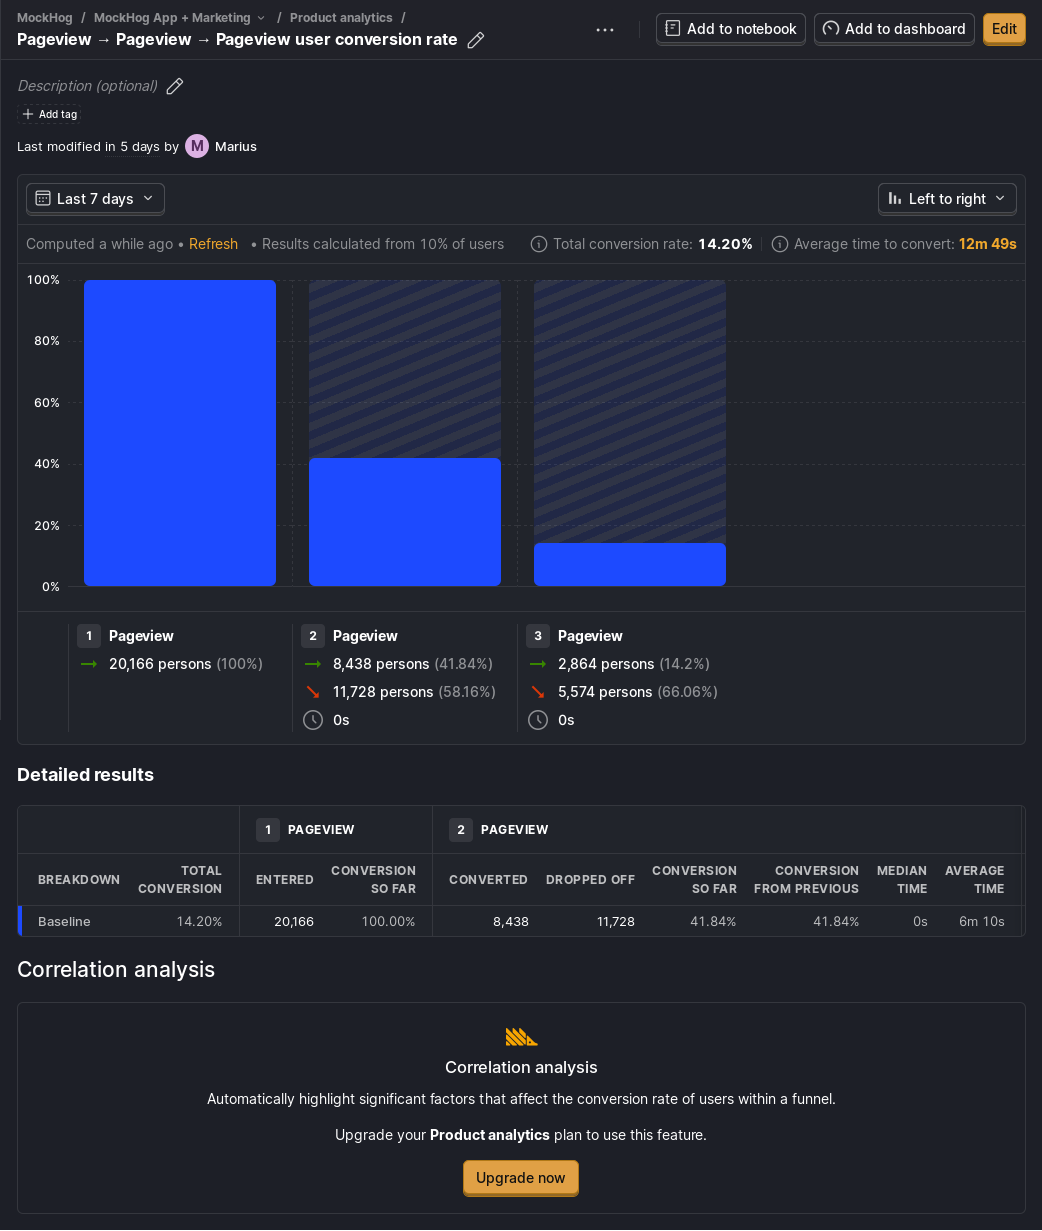 MockHog / MockHog App + Marketing / Product analytics /
Pageview → Pageview → Pageview user conversion rate
Add to notebook
Add to dashboard
Edit
Description (optional)
Add tag
Last modified in 5 days by M Marius
Last 7 days
Left to right
Computed a while ago • Refresh • Results calculated from 10% of users
Total conversion rate: 14.20%
Average time to convert: 12m 49s
100%
80%
60%
40%
20%
0%
1 Pageview
20,166 persons (100%)
2 Pageview
8,438 persons (41.84%)
11,728 persons (58.16%)
0s
3 Pageview
2,864 persons (14.2%)
5,574 persons (66.06%)
0s
Detailed results
1 PAGEVIEW
2 PAGEVIEW
BREAKDOWN
TOTAL
CONVERSION
ENTERED
CONVERSION
SO FAR
CONVERTED
DROPPED OFF
CONVERSION
SO FAR
CONVERSION
FROM PREVIOUS
MEDIAN
TIME
AVERAGE
TIME
Baseline 14.20% 20,166 100.00% 8,438 11,728 41.84% 41.84% 0s 6m 10s
Correlation analysis
Correlation analysis
Automatically highlight significant factors that affect the conversion rate of users within a funnel.
Upgrade your Product analytics plan to use this feature.
Upgrade now